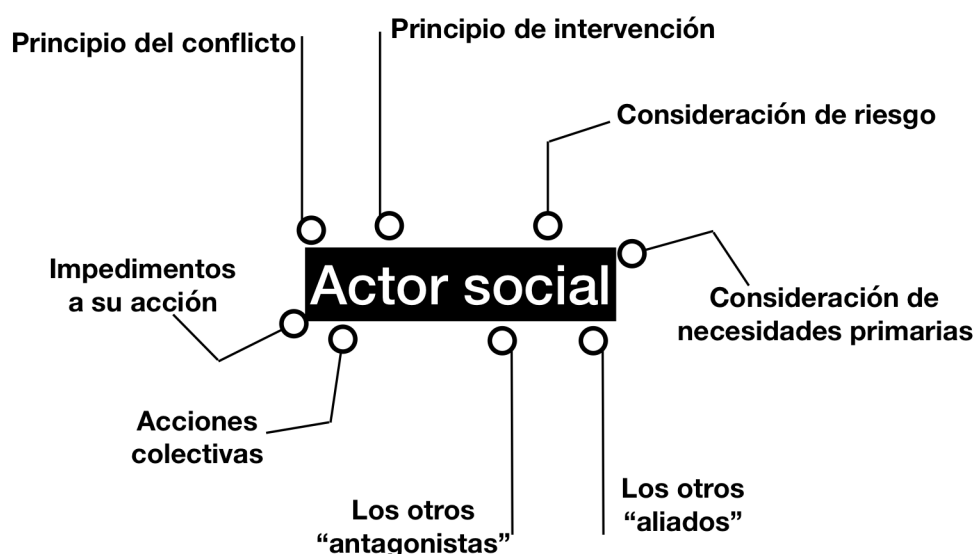 Principio del conflicto
Principio de intervención
Consideración de riesgo
Impedimentos
a su acción
Actor social
Consideración de
necesidades primarias
Acciones
colectivas
Los otros
“antagonistas”
Los otros
“aliados”